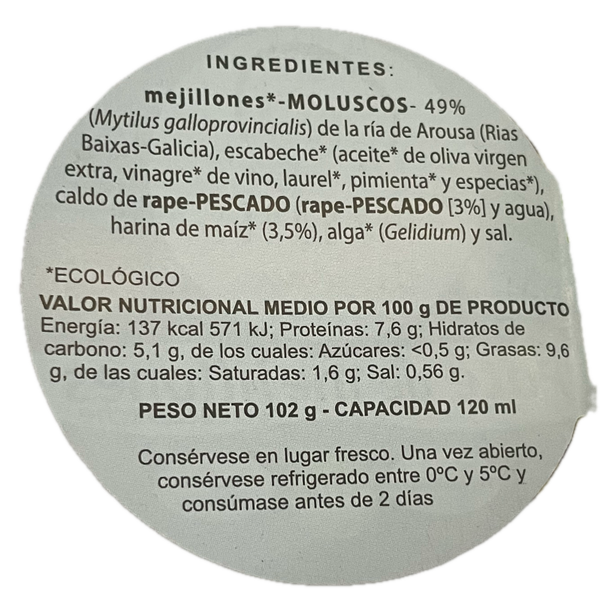 INGREDIENTES:
mejillones*-MOLUSCOS- 49%
(Mytilus galloprovincialis) de la ría de Arousa (Rias
Baixas-Galicia), escabeche* (aceite* de oliva virgen
extra, vinagre* de vino, laurel*, pimienta* y especias*),
caldo de rape-PESCADO (rape-PESCADO [3%] y agua),
harina de maíz* (3,5%), alga* (Gelidium) y sal.
*ECOLÓGICO
VALOR NUTRICIONAL MEDIO POR 100 g DE PRODUCTO
Energía: 137 kcal 571 kJ; Proteínas: 7,6 g; Hidratos de
carbono: 5,1 g, de los cuales: Azúcares: <0,5 g; Grasas: 9,6
g, de las cuales: Saturadas: 1,6 g; Sal: 0,56 g.
PESO NETO 102 g - CAPACIDAD 120 ml
Consérvese en lugar fresco. Una vez abierto,
consérvese refrigerado entre 0ºC y 5ºC y
consúmase antes de 2 días